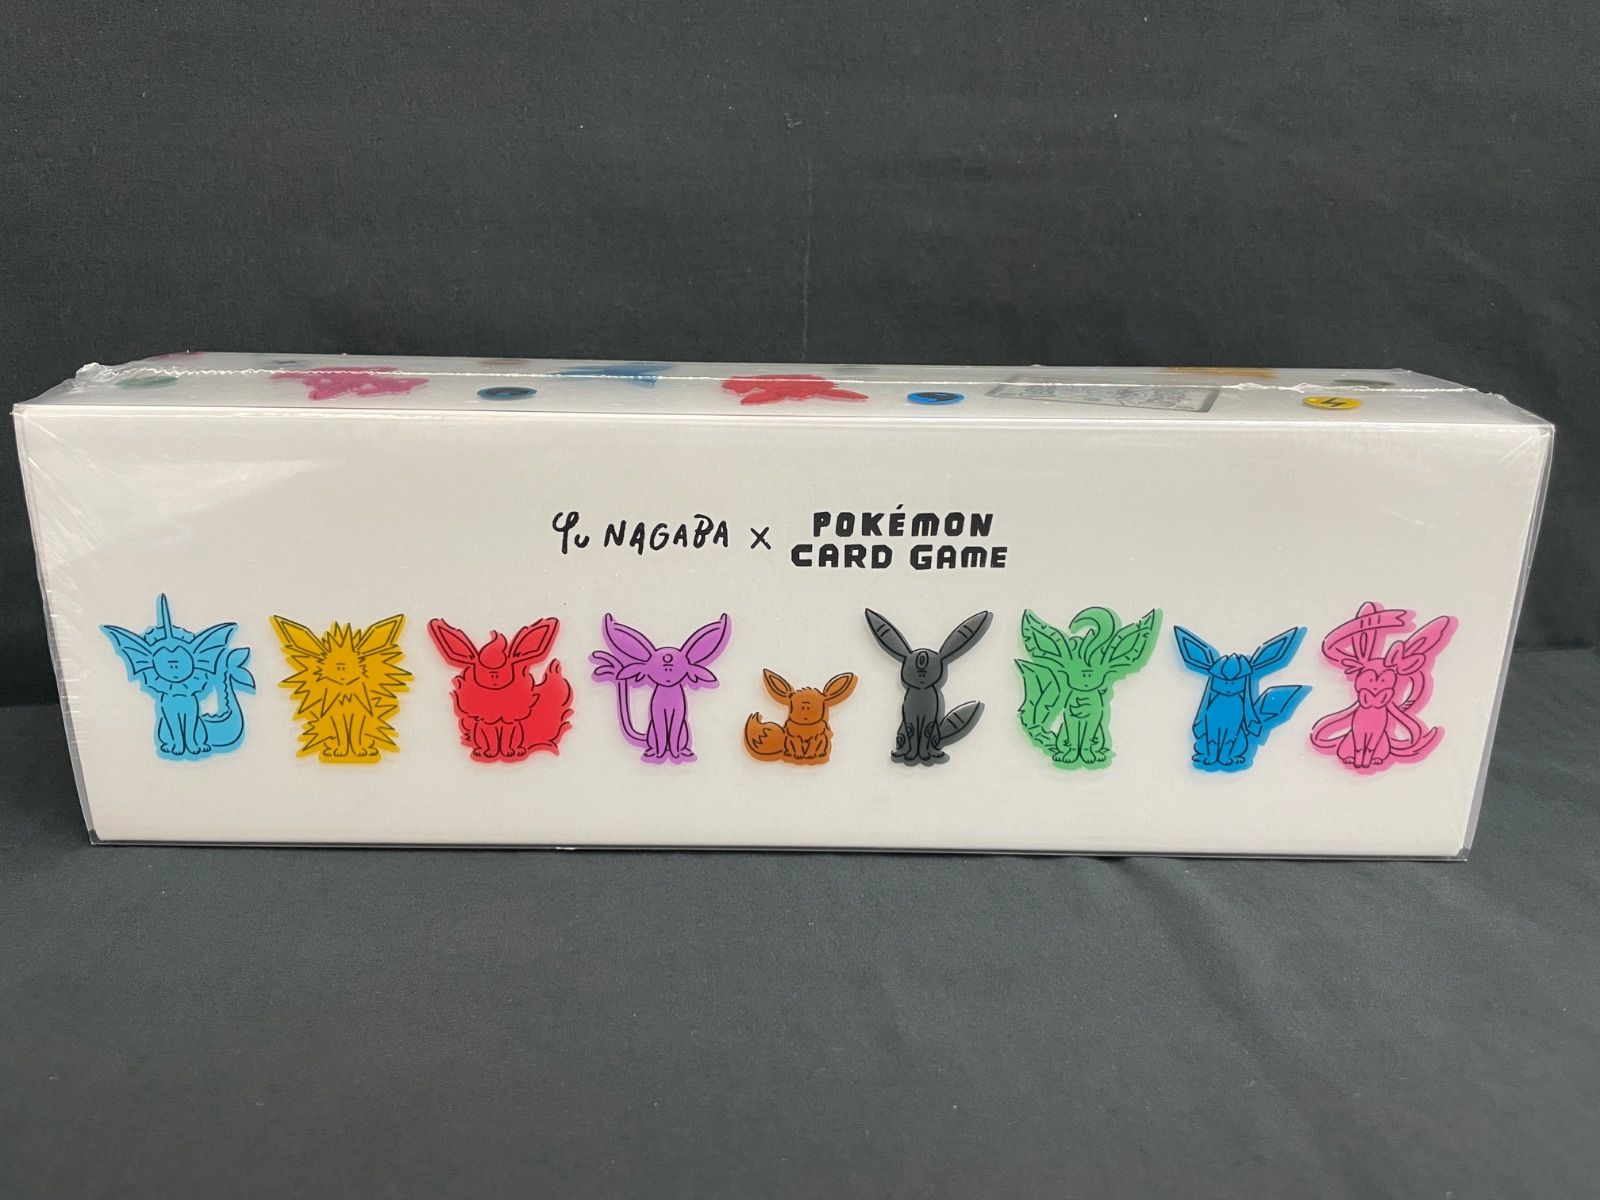 Yu NAGABA x POKÉMON CARD GAME